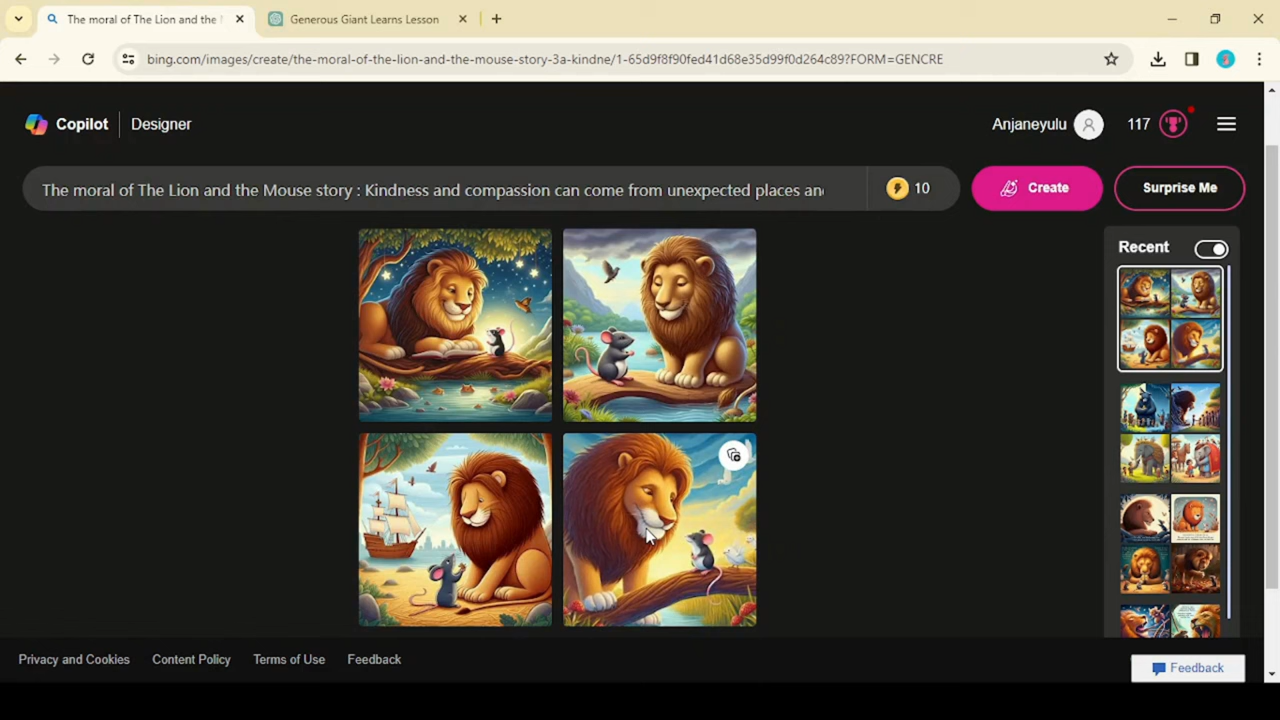 The moral of The Lion and the
Generous Giant Learns Lesson
bing.com/images/create/the-moral-of-the-lion-and-the-mouse-story-3a-kindne/1-65d9f8f90fed41d68e35d99f0d264c89?FORM=GENCRE
Copilot Designer
Anjaneyulu 117
The moral of The Lion and the Mouse story : Kindness and compassion can come from unexpected places and
10 Create Surprise Me
Recent
Privacy and Cookies Content Policy Terms of Use Feedback
Feedback